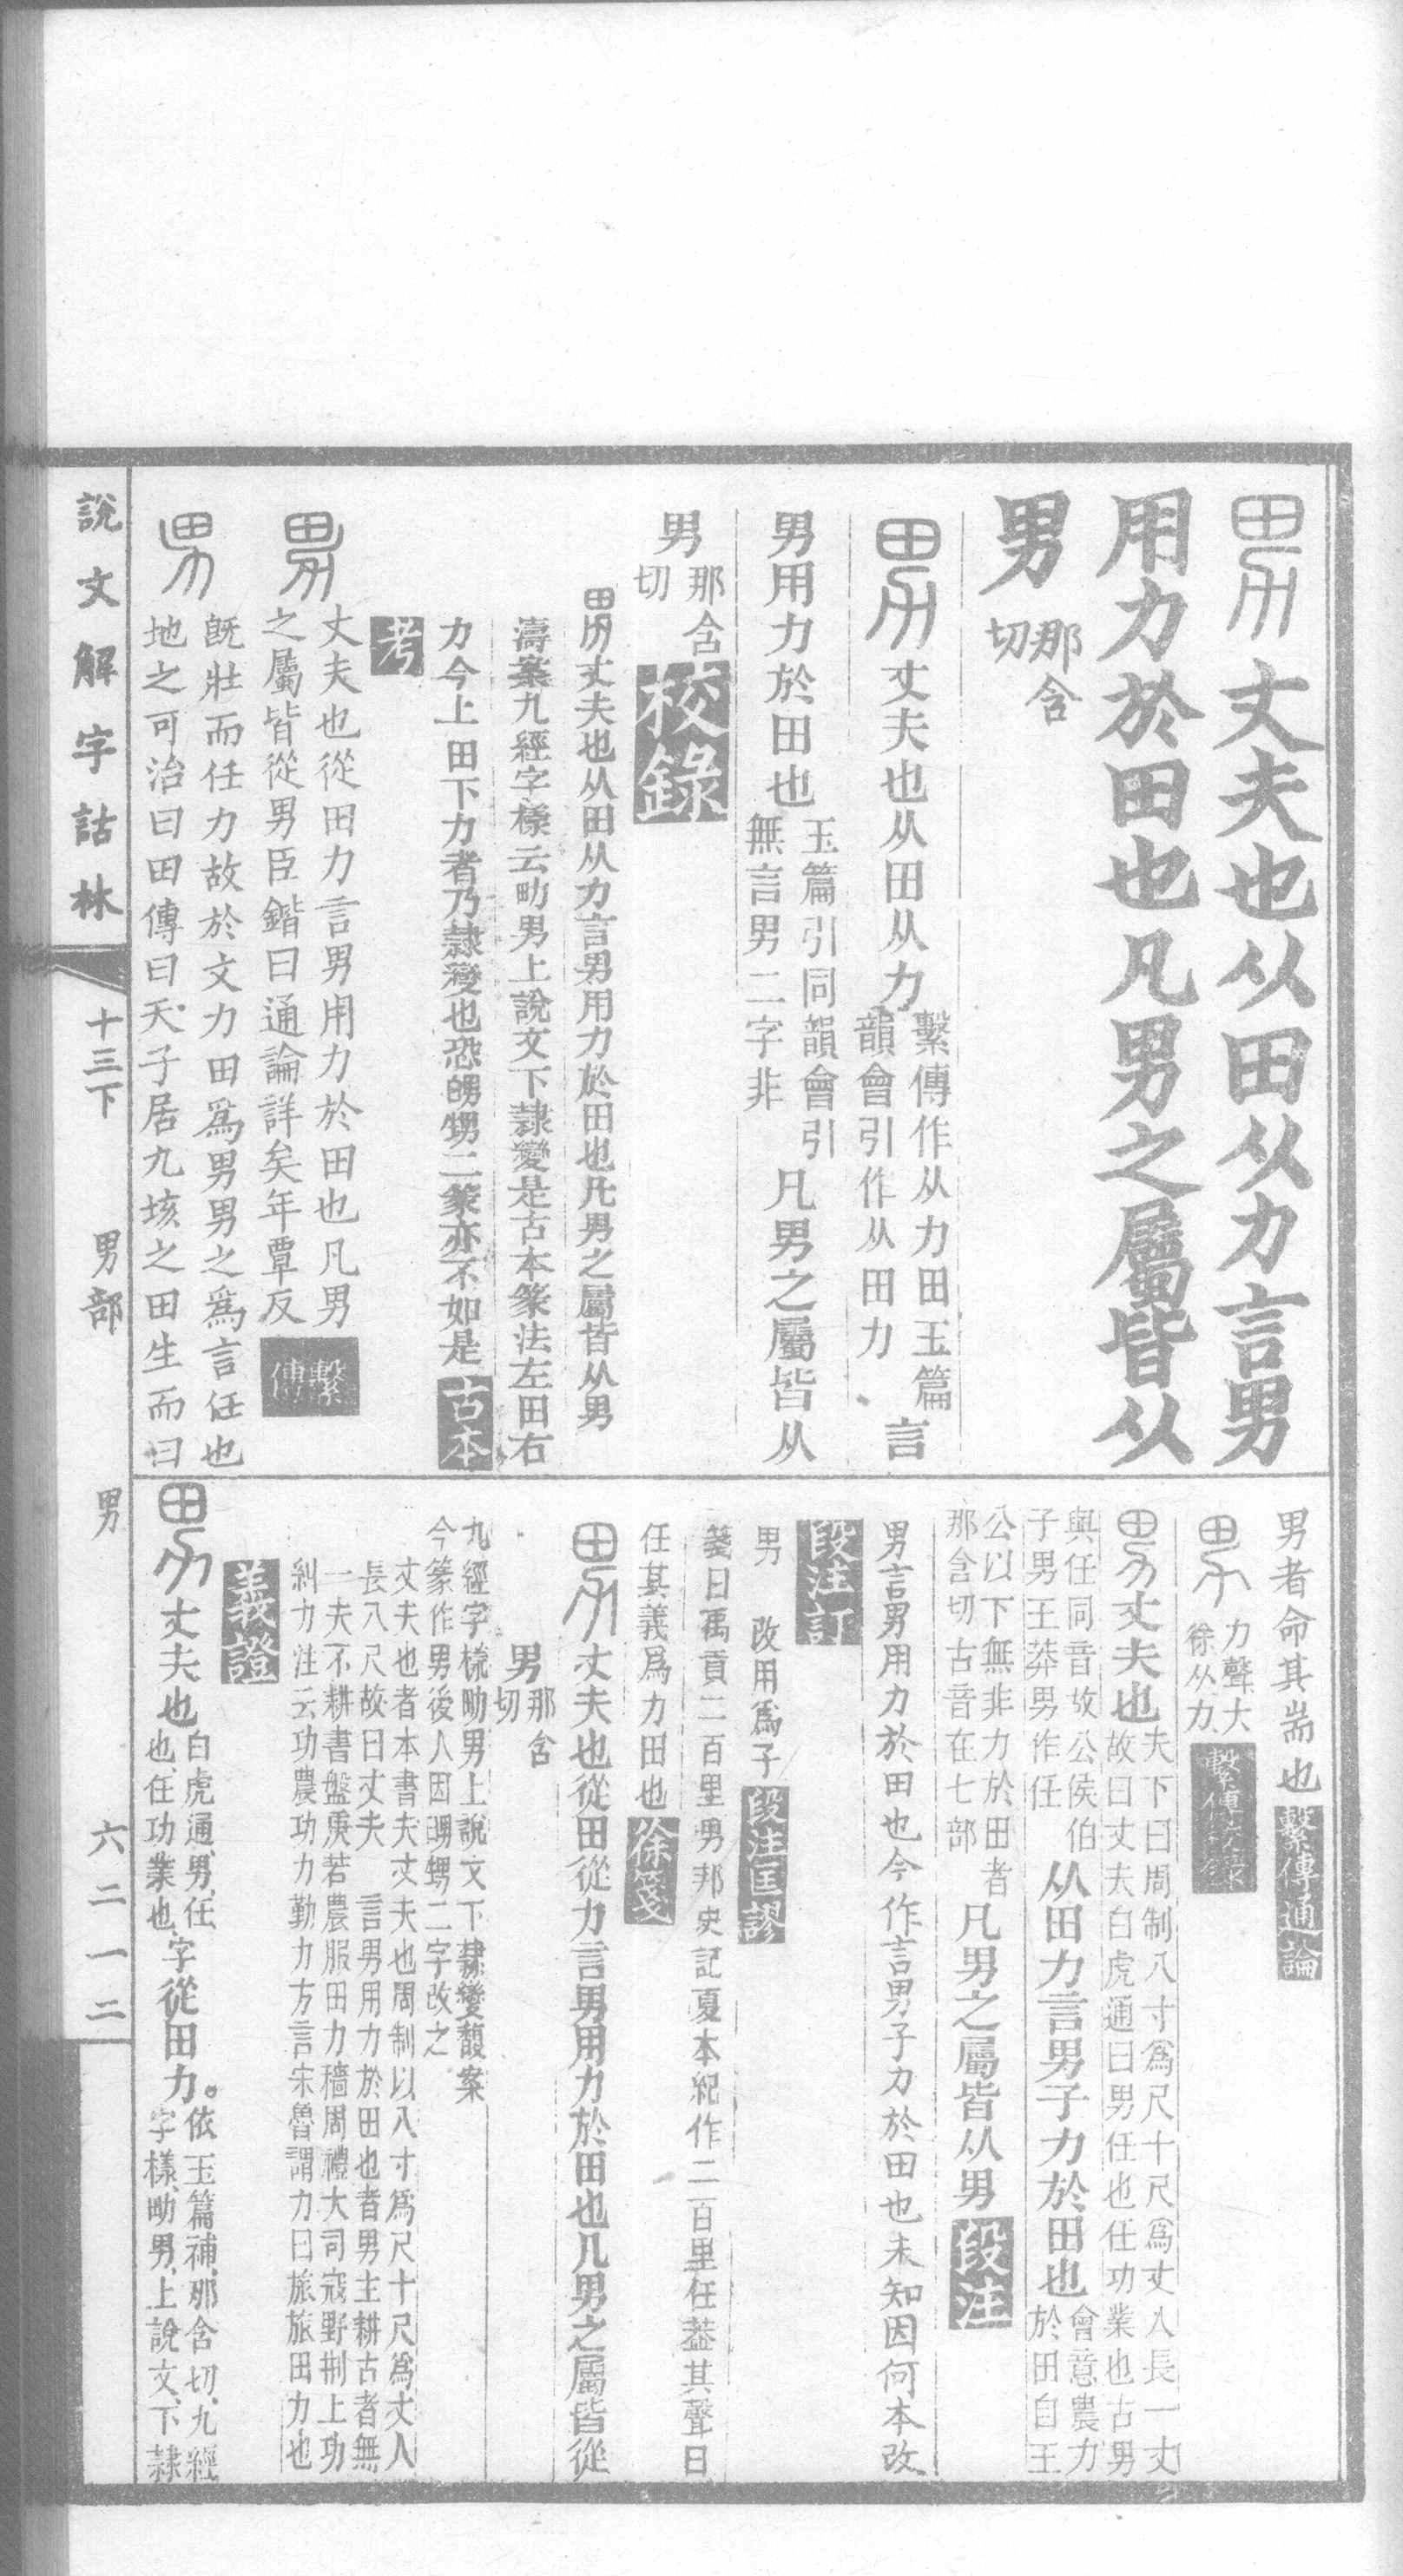 男 丈夫也从田从力言男
用力於田也凡男之屬皆从
男 那含切
男 丈夫也从田从力 繫傳作从力田玉篇韻會引作从田力 言
男用力於田也 玉篇引同韻會引無言男二字非 凡男之屬皆从
男 那含切 校錄
男 丈夫也从田从力言男用力於田也凡男之屬皆从男
濤案九經字樣云㽖男上說文下隸變是古本篆法左田右
力今上田下力者乃隸變也恐舅甥二篆亦不如是 古本
考
男 丈夫也從田力言男用力於田也凡男
之屬皆從男臣鍇曰通論詳矣年覃反 繫傳
男 旣壯而任力故於文力田爲男男之爲言任也
地之可治曰田傳曰天子居九垓之田生而曰
男者命其耑也 繫傳通論
男 力聲大徐从力
男 丈夫也 夫下曰周制八寸爲尺十尺爲丈人長一丈
故曰丈夫白虎通曰男任也任功業也古男
與任同音故公侯伯
子男王莽男作任 从田力言男子力於田也 會意農力
於田自王
公以下無非力於田者
那含切古音在七部 凡男之屬皆从男 段注
男言男用力於田也今作言男子力於田也未知因何本改
段注訂
男 改用爲子 段注匡謬
箋曰禹貢二百里男邦史記夏本紀作二百里任葢其聲曰
任其義爲力田也 徐箋
男 丈夫也從田從力言男用力於田也凡男之屬皆從
男 那含切
九經字樣㽖男上說文下隸變馥案
今篆作男後人因舅甥二字改之
丈夫也者本書夫丈夫也周制以八寸爲尺十尺爲丈人
長八尺故曰丈夫 言男用力於田也者男主耕古者無
一夫不耕書盤庚若農服田力穡周禮大司寇野刑上功
糾力注云功農功力勤力方言宋魯謂力曰旅旅田力也
義證
男 丈夫也 白虎通、男、任也、任功業也、 字從田力。 依玉篇補、那含切、九經
字樣、㽖男、上說文、下隸
說文解字詁林 十三下 男部 男 六二一二